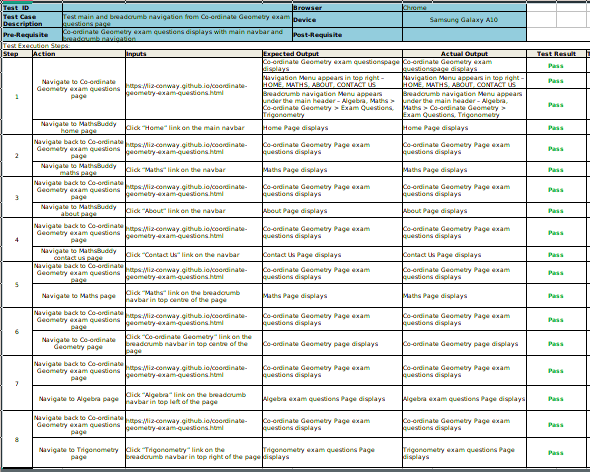 Test_ID Browser Chrome
Test Case Description Test main and breadcrumb navigation from Co-ordinate Geometry exam questions page Device Samsung Galaxy A10
Pre-Requisite Co-ordinate Geometry exam questions displays with main navbar and breadcrumb navigation Post-Requisite
Test Execution Steps:
Step Action Inputs Expected Output Actual Output Test Result
1 Navigate to Co-ordinate Geometry exam questions page https://liz-conway.github.io/coordinate-geometry-exam-questions.html
Co-ordinate Geometry exam questionspage displays Co-ordinate Geometry exam questionspage displays Pass
Navigation Menu appears in top right – HOME, MATHS, ABOUT, CONTACT US Navigation Menu appears in top right – HOME, MATHS, ABOUT, CONTACT US Pass
Breadcrumb navigation Menu appears under the main header – Algebra, Maths > Co-ordinate Geometry > Exam Questions, Trigonometry Breadcrumb navigation Menu appears under the main header – Algebra, Maths > Co-ordinate Geometry > Exam Questions, Trigonometry Pass
Navigate to MathsBuddy home page Click "Home" link on the main navbar Home Page displays Home Page displays Pass
2 Navigate back to Co-ordinate Geometry exam questions page https://liz-conway.github.io/coordinate-geometry-exam-questions.html Co-ordinate Geometry Page exam questions displays Co-ordinate Geometry Page exam questions displays Pass
Navigate to MathsBuddy maths page Click "Maths" link on the navbar Maths Page displays Maths Page displays Pass
3 Navigate back to Co-ordinate Geometry exam questions page https://liz-conway.github.io/coordinate-geometry-exam-questions.html Co-ordinate Geometry Page exam questions displays Co-ordinate Geometry Page exam questions displays Pass
Navigate to MathsBuddy about page Click "About" link on the navbar About Page displays About Page displays Pass
4 Navigate back to Co-ordinate Geometry exam questions page https://liz-conway.github.io/coordinate-geometry-exam-questions.html Co-ordinate Geometry Page exam questions displays Co-ordinate Geometry Page exam questions displays Pass
Navigate to MathsBuddy contact us page Click "Contact Us" link on the navbar Contact Us Page displays Contact Us Page displays Pass
5 Navigate back to Co-ordinate Geometry exam questions page https://liz-conway.github.io/coordinate-geometry-exam-questions.html Co-ordinate Geometry Page exam questions displays Co-ordinate Geometry Page exam questions displays Pass
Navigate to Maths page Click "Maths" link on the breadcrumb navbar in top centre of the page Maths Page displays Maths Page displays Pass
6 Navigate back to Co-ordinate Geometry exam questions page https://liz-conway.github.io/coordinate-geometry-exam-questions.html Co-ordinate Geometry Page exam questions displays Co-ordinate Geometry Page exam questions displays Pass
Navigate to Co-ordinate Geometry page Click "Co-ordinate Geometry" link on the breadcrumb navbar in top centre of the page Co-ordinate Geometry page displays Co-ordinate Geometry page displays Pass
7 Navigate back to Co-ordinate Geometry exam questions page https://liz-conway.github.io/coordinate-geometry-exam-questions.html Co-ordinate Geometry Page exam questions displays Co-ordinate Geometry Page exam questions displays Pass
Navigate to Algebra page Click "Algebra" link on the breadcrumb navbar in top left of the page Algebra exam questions Page displays Algebra exam questions Page displays Pass
8 Navigate back to Co-ordinate Geometry exam questions page https://liz-conway.github.io/coordinate-geometry-exam-questions.html Co-ordinate Geometry Page exam questions displays Co-ordinate Geometry Page exam questions displays Pass
Navigate to Trigonometry page Click "Trigonometry" link on the breadcrumb navbar in top right of the page Trigonometry exam questions Page displays Trigonometry exam questions Page displays Pass